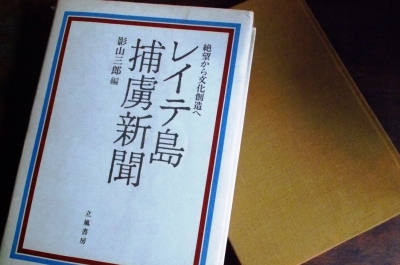 絶望から文化創造へ
レイテ島
捕虜新聞
影山三郎 編
立風書房